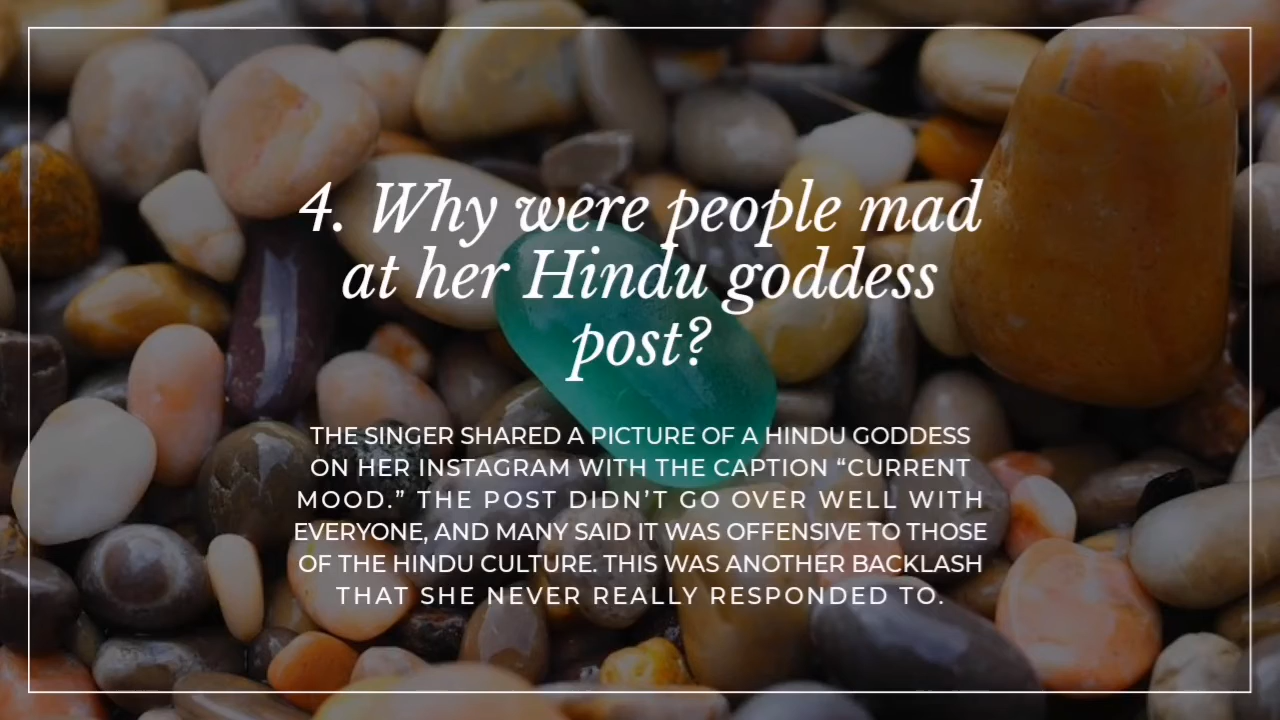 4. Why were people mad
at her Hindu goddess
post?
THE SINGER SHARED A PICTURE OF A HINDU GODDESS
ON HER INSTAGRAM WITH THE CAPTION “CURRENT
MOOD.” THE POST DIDN’T GO OVER WELL WITH
EVERYONE, AND MANY SAID IT WAS OFFENSIVE TO THOSE
OF THE HINDU CULTURE. THIS WAS ANOTHER BACKLASH
THAT SHE NEVER REALLY RESPONDED TO.